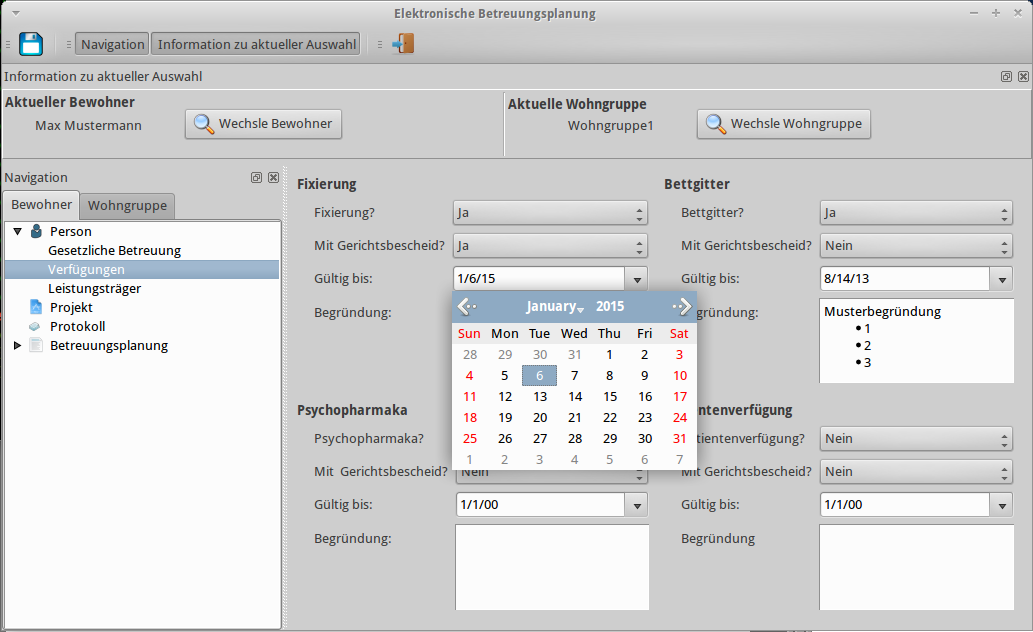 Elektronische Betreuungsplanung
Navigation Information zu aktueller Auswahl
Information zu aktueller Auswahl
Aktueller Bewohner
Max Mustermann
Wechsle Bewohner
Aktuelle Wohngruppe
Wohngruppe1
Wechsle Wohngruppe
Navigation
Bewohner Wohngruppe
Person
Gesetzliche Betreuung
Verfügungen
Leistungsträger
Projekt
Protokoll
Betreuungsplanung
Fixierung
Fixierung? Ja
Mit Gerichtsbescheid? Ja
Gültig bis: 1/6/15
Begründung:
January 2015
Sun Mon Tue Wed Thu Fri Sat
28 29 30 31 1 2 3
4 5 6 7 8 9 10
11 12 13 14 15 16 17
18 19 20 21 22 23 24
25 26 27 28 29 30 31
1 2 3 4 5 6 7
Bettgitter
Bettgitter? Ja
Mit Gerichtsbescheid? Nein
Gültig bis: 8/14/13
gründung:
Musterbegründung
• 1
• 2
• 3
Psychopharmaka
Psychopharmaka?
Mit Gerichtsbescheid? Nein
Gültig bis: 1/1/00
Begründung:
ntenverfügung
tientenverfügung? Nein
Mit Gerichtsbescheid? Nein
Gültig bis: 1/1/00
Begründung